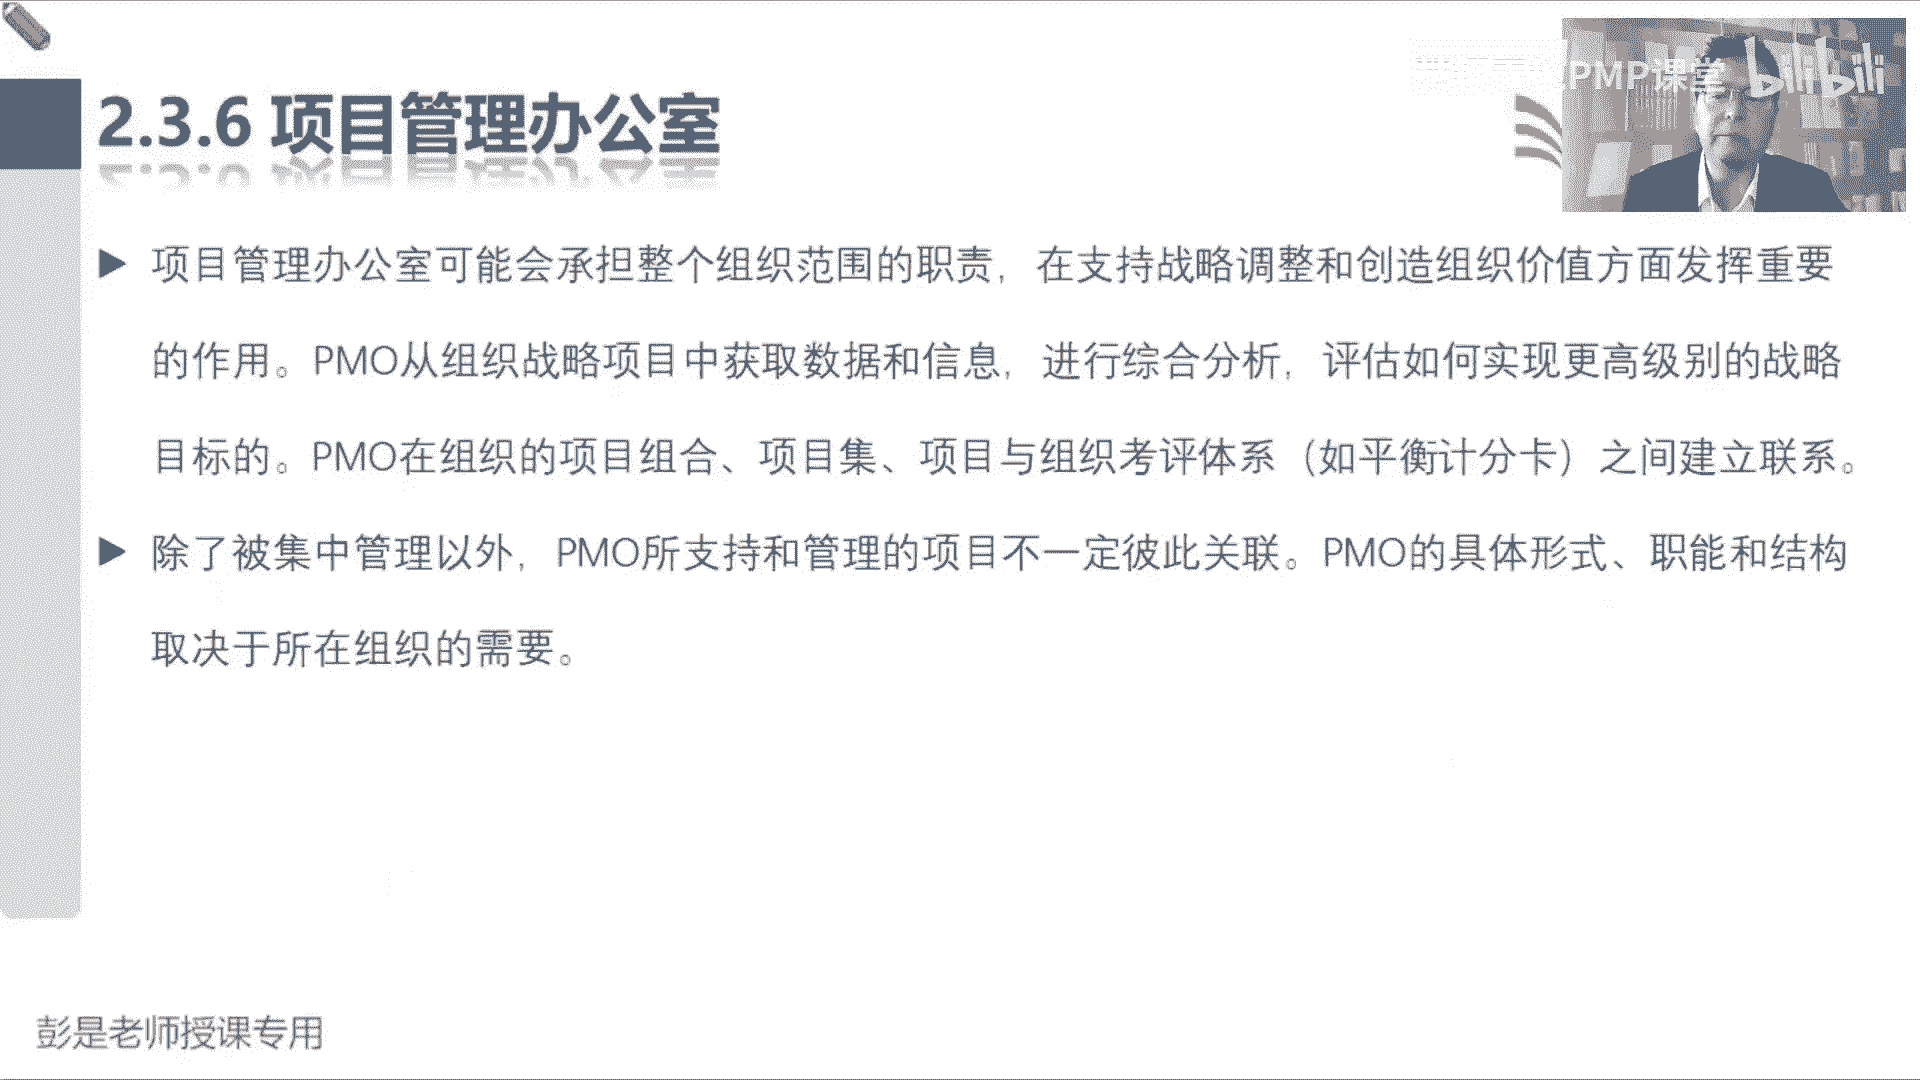 PMP课堂 bilibili
2.3.6 项目管理办公室
项目管理办公室可能会承担整个组织范围的职责，在支持战略调整和创造组织价值方面发挥重要
的作用。PMO从组织战略项目中获取数据和信息，进行综合分析，评估如何实现更高级别的战略
目标的。PMO在组织的项目组合、项目集、项目与组织考评体系（如平衡计分卡）之间建立联系。
除了被集中管理以外，PMO所支持和管理的项目不一定彼此关联。PMO的具体形式、职能和结构
取决于所在组织的需要。
彭是老师授课专用